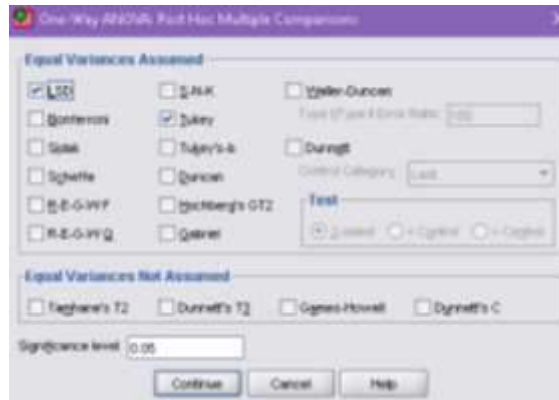 One-Way ANOVA: Post Hoc Multiple Comparisons
Equal Variances Assumed
LSD
S-N-K
Waller-Duncan
Bonferroni
Tukey
Type I/Type II Error Ratio: 100
Sidak
Tukey's-b
Dunnett
Scheffe
Duncan
Control Category: Last
R-E-G-W F
Hochberg's GT2
Test
R-E-G-W Q
Gabriel
2-sided
< Control
> Control
Equal Variances Not Assumed
Tamhane's T2
Dunnett's T3
Games-Howell
Dunnett's C
Significance level: 0.05
Continue
Cancel
Help